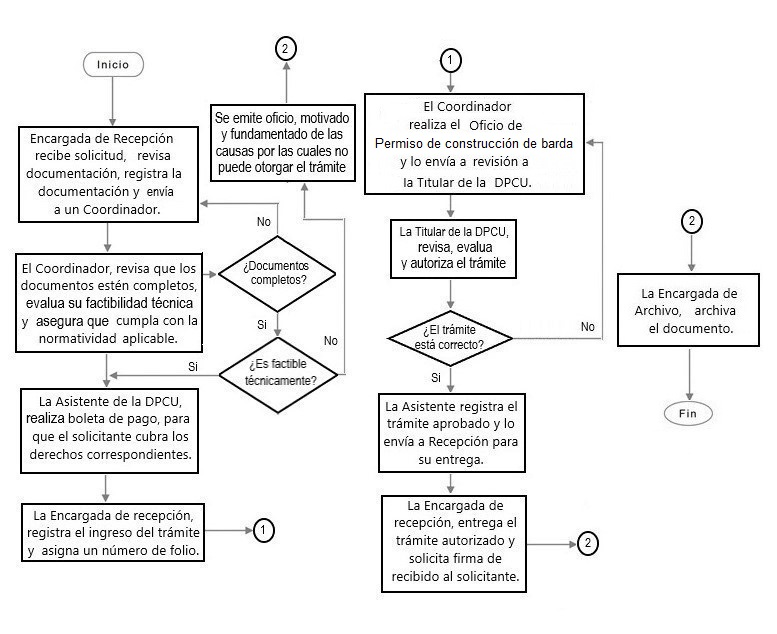 Inicio
Encargada de Recepción
recibe solicitud, revisa
documentación, registra la
documentación y envía
a un Coordinador.
El Coordinador, revisa que los
documentos estén completos,
evalua su factibilidad técnica
y asegura que cumpla con la
normatividad aplicable.
¿Documentos
completos?
No
Si
¿Es factible
técnicamente?
No
Si
2
Se emite oficio, motivado
y fundamentado de las
causas por las cuales no
puede otorgar el trámite
La Asistente de la DPCU,
realiza boleta de pago, para
que el solicitante cubra los
derechos correspondientes.
La Encargada de recepción,
registra el ingreso del trámite
y asigna un número de folio.
1
1
El Coordinador
realiza el Oficio de
Permiso de construcción de barda
y lo envía a revisión a
la Titular de la DPCU.
La Titular de la DPCU,
revisa, evalua
y autoriza el trámite
¿El trámite
está correcto?
No
Si
La Asistente registra el
trámite aprobado y lo
envía a Recepción para
su entrega.
La Encargada de
recepción, entrega el
trámite autorizado y
solicita firma de
recibido al solicitante.
2
2
La Encargada de
Archivo, archiva
el documento.
Fin